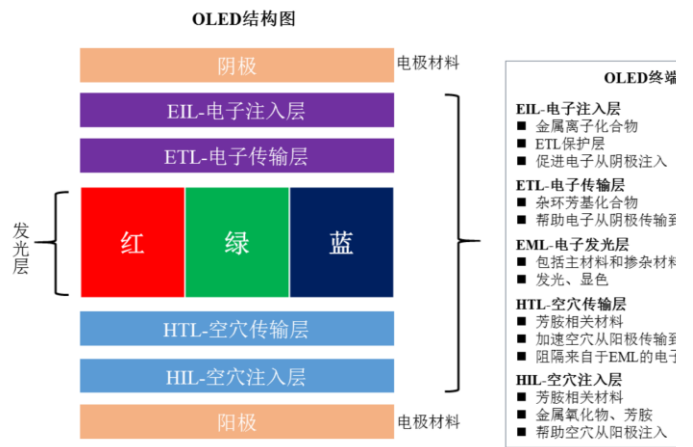 OLED结构图
阴极
电极材料
EIL-电子注入层
ETL-电子传输层
发光层
红
绿
蓝
HTL-空穴传输层
HIL-空穴注入层
阳极
电极材料
OLED终端
EIL-电子注入层
■ 金属离子化合物
■ ETL保护层
■ 促进电子从阴极注入
ETL-电子传输层
■ 杂环芳基化合物
■ 帮助电子从阴极传输到
EML-电子发光层
■ 包括主材料和掺杂材料
■ 发光、显色
HTL-空穴传输层
■ 芳胺相关材料
■ 加速空穴从阳极传输到
■ 阻隔来自于EML的电子
HIL-空穴注入层
■ 芳胺相关材料
■ 金属氧化物、芳胺
■ 帮助空穴从阳极注入